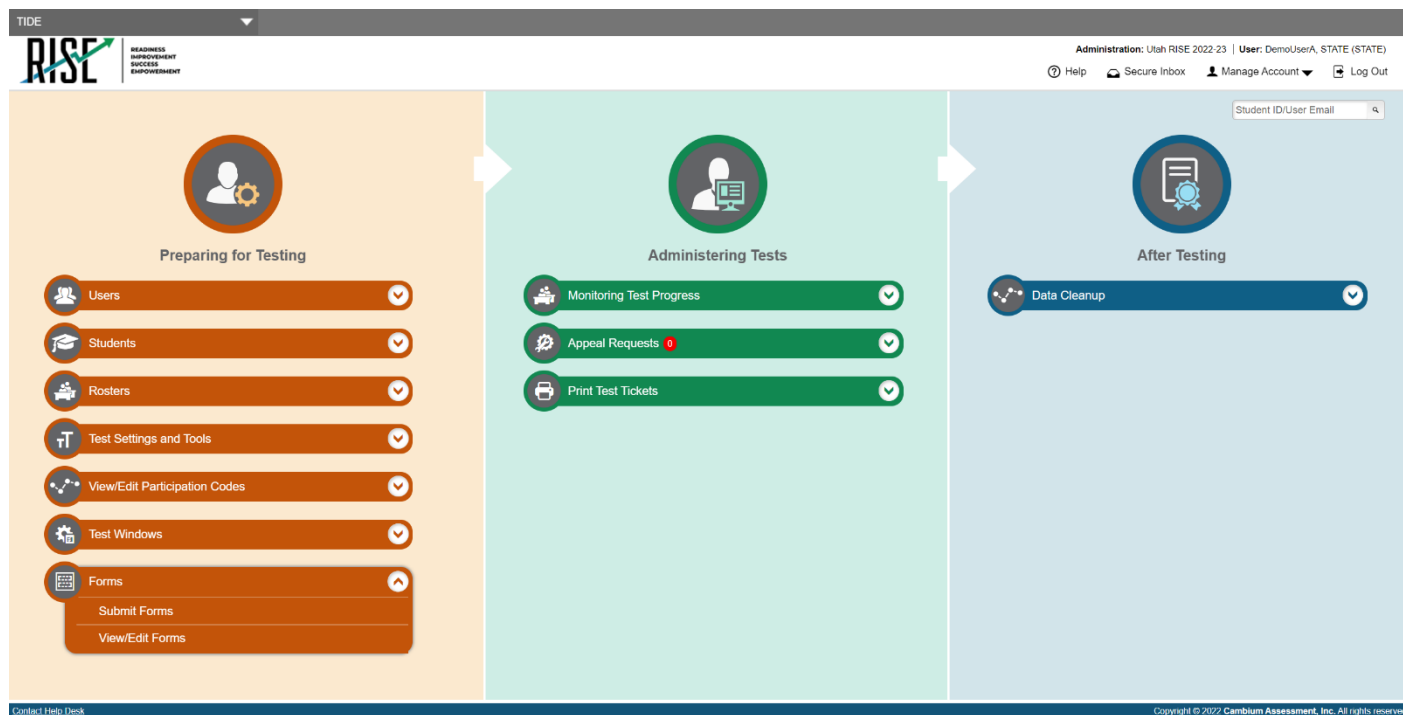 TIDE
RISE
READINESS
IMPROVEMENT
SUCCESS
EMPOWERMENT
Administration: Utah RISE 2022-23 | User: DemoUserA, STATE (STATE)
? Help Secure Inbox Manage Account Log Out
Student ID/User Email
Preparing for Testing
Users
Students
Rosters
TT Test Settings and Tools
View/Edit Participation Codes
Test Windows
Forms
Submit Forms
View/Edit Forms
Administering Tests
Monitoring Test Progress
Appeal Requests 0
Print Test Tickets
After Testing
Data Cleanup
Contact Help Desk
Copyright © 2022 Cambium Assessment, Inc. All rights reserve